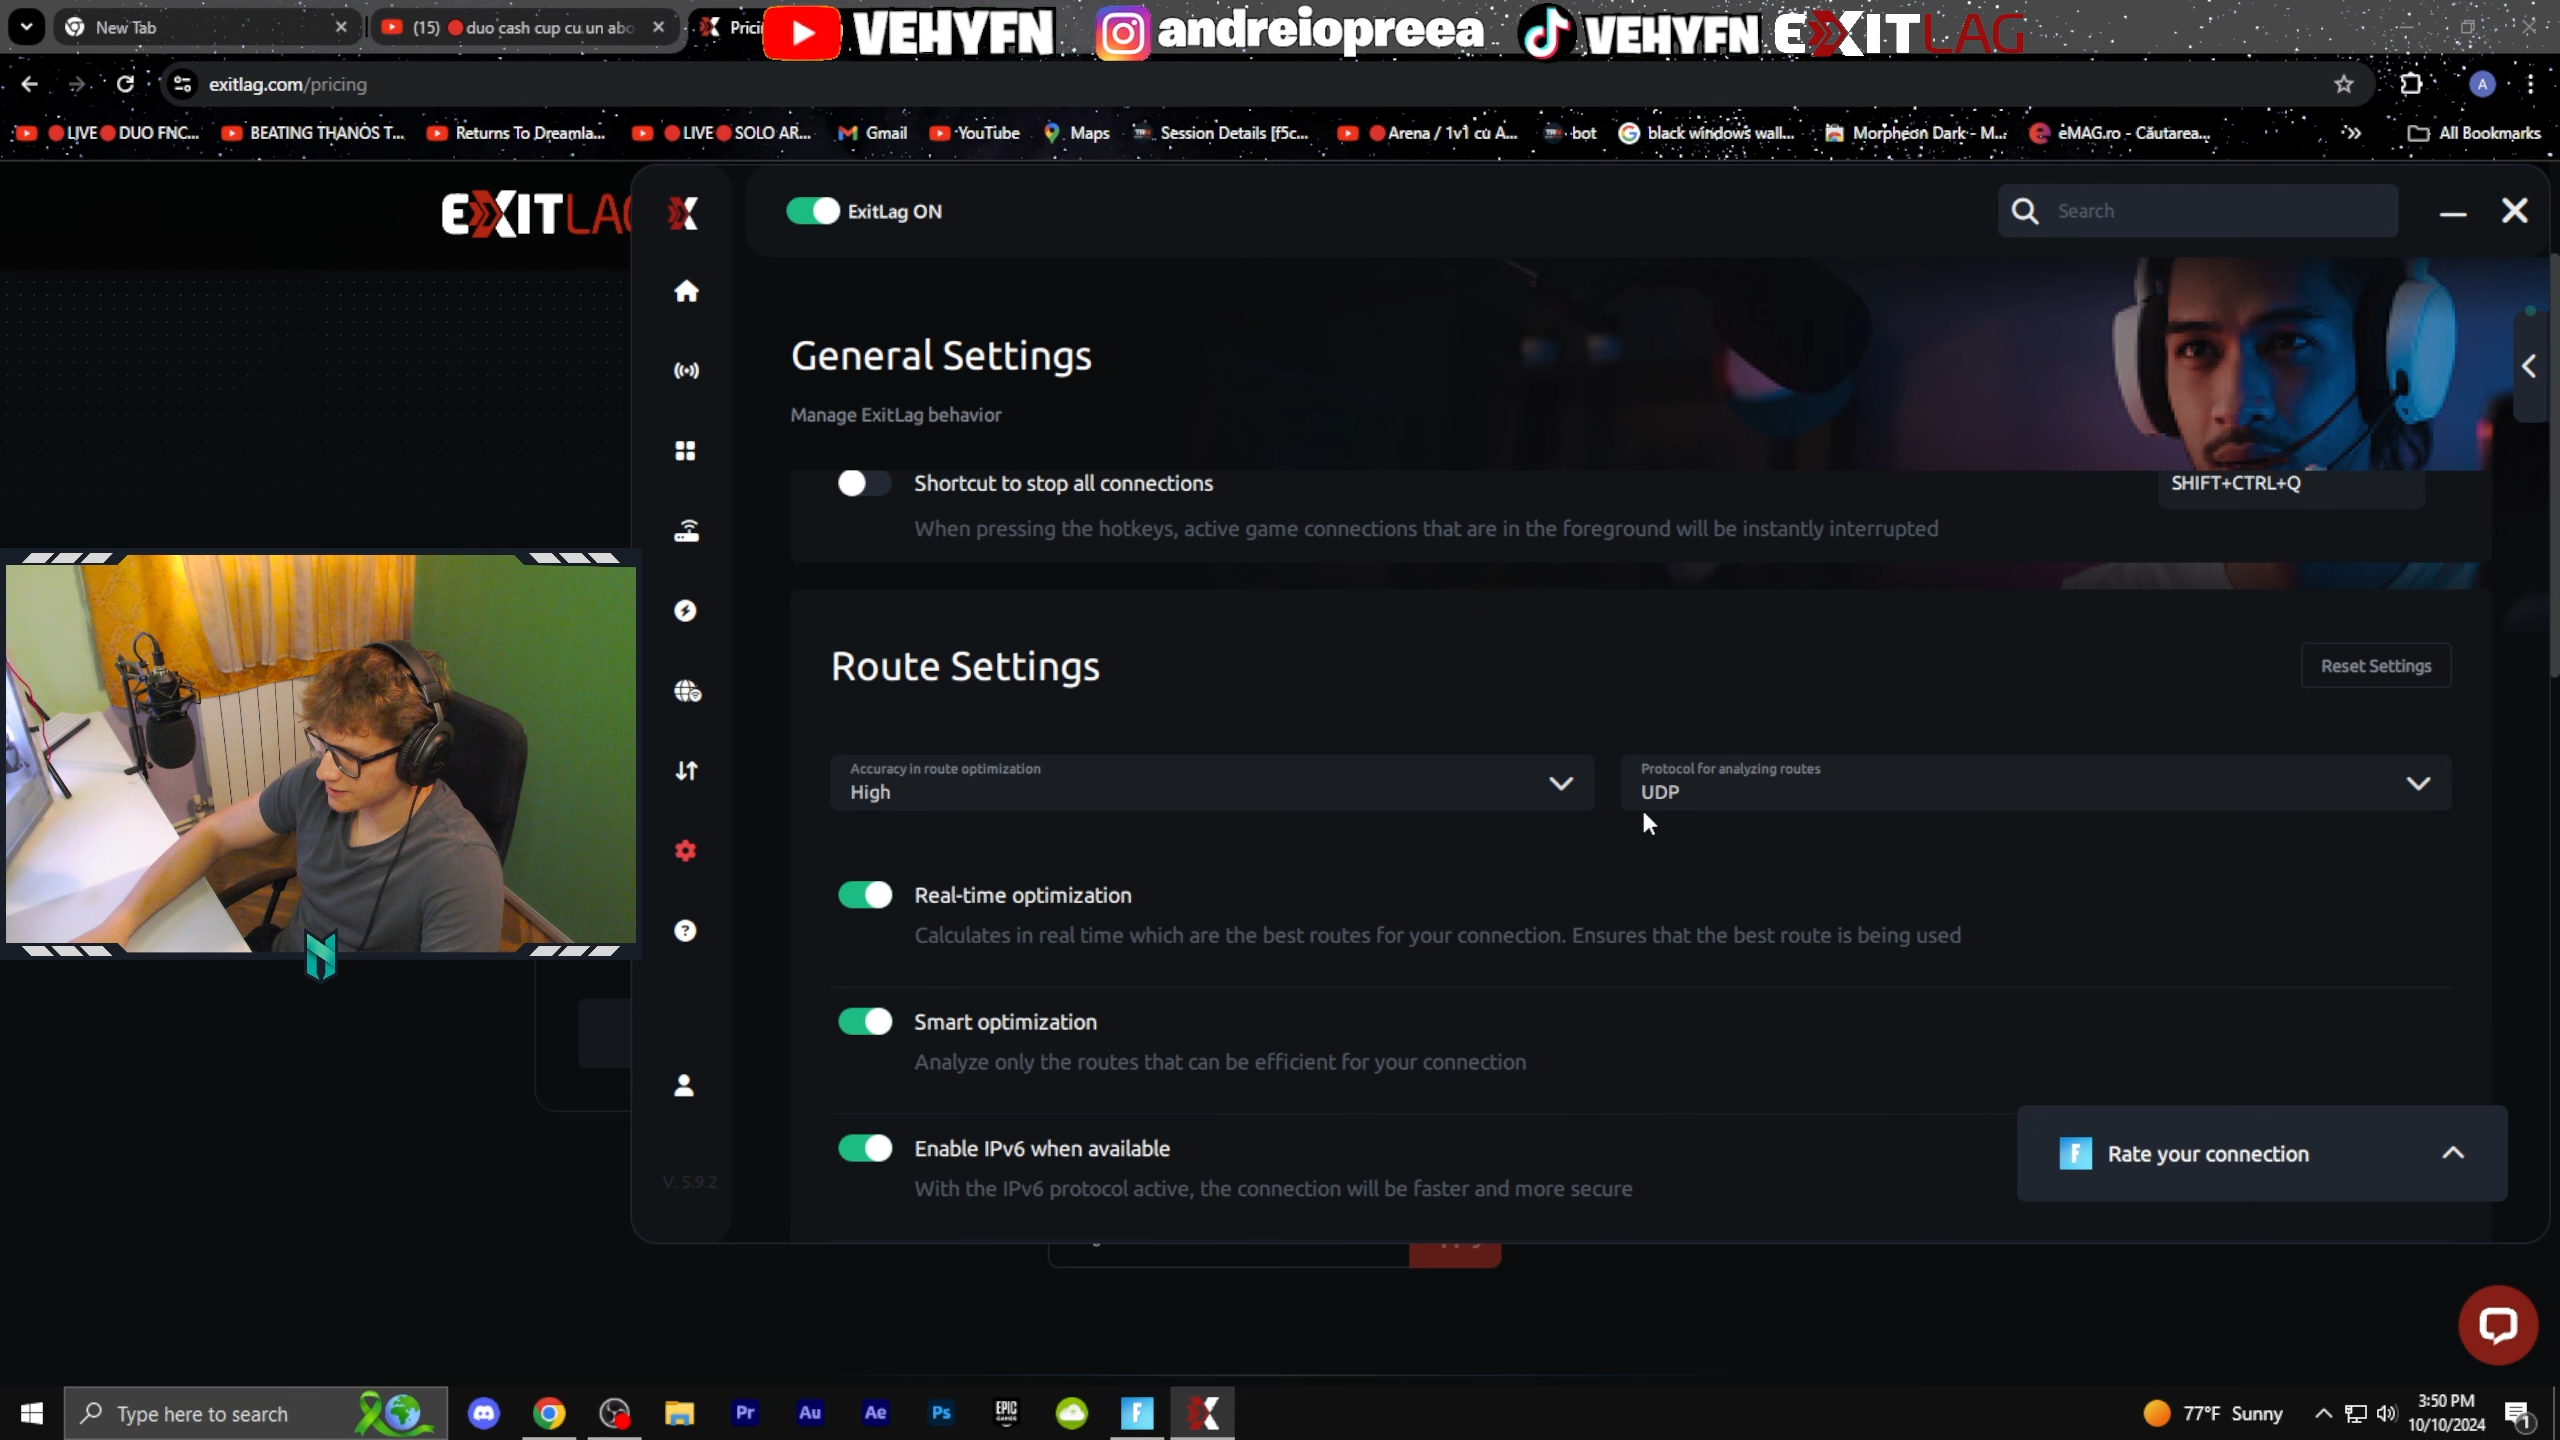 New Tab
(15) 🔴duo cash cup cu un abo
VEHYFN
andreiopreea
VEHYFN
EXITLAG
exitlag.com/pricing
🔴LIVE🔴DUO FNC...
BEATING THANOS T...
Returns To Dreamla...
🔴LIVE🔴SOLO AR...
Gmail
YouTube
Maps
Session Details [f5c...
🔴Arena / 1v1 cu A...
bot
black windows wall...
Morpheon Dark - M...
eMAG.ro - Căutarea...
All Bookmarks
EXITLAG
ExitLag ON
Search
General Settings
Manage ExitLag behavior
Shortcut to stop all connections
SHIFT+CTRL+Q
When pressing the hotkeys, active game connections that are in the foreground will be instantly interrupted
Route Settings
Reset Settings
Accuracy in route optimization
High
Protocol for analyzing routes
UDP
Real-time optimization
Calculates in real time which are the best routes for your connection. Ensures that the best route is being used
Smart optimization
Analyze only the routes that can be efficient for your connection
Enable IPv6 when available
With the IPv6 protocol active, the connection will be faster and more secure
Rate your connection
V. 5.9.2
Type here to search
Pr
Au
Ae
Ps
EPIC GAMES
77°F Sunny
3:50 PM
10/10/2024
1